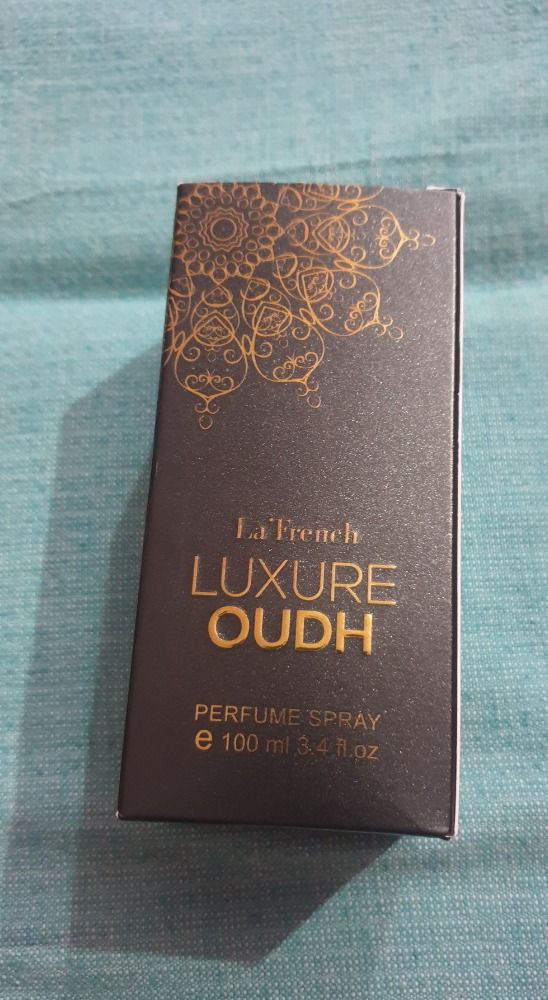 La'French
LUXURE
OUDH
PERFUME SPRAY
℮ 100 ml 3.4 fl.oz